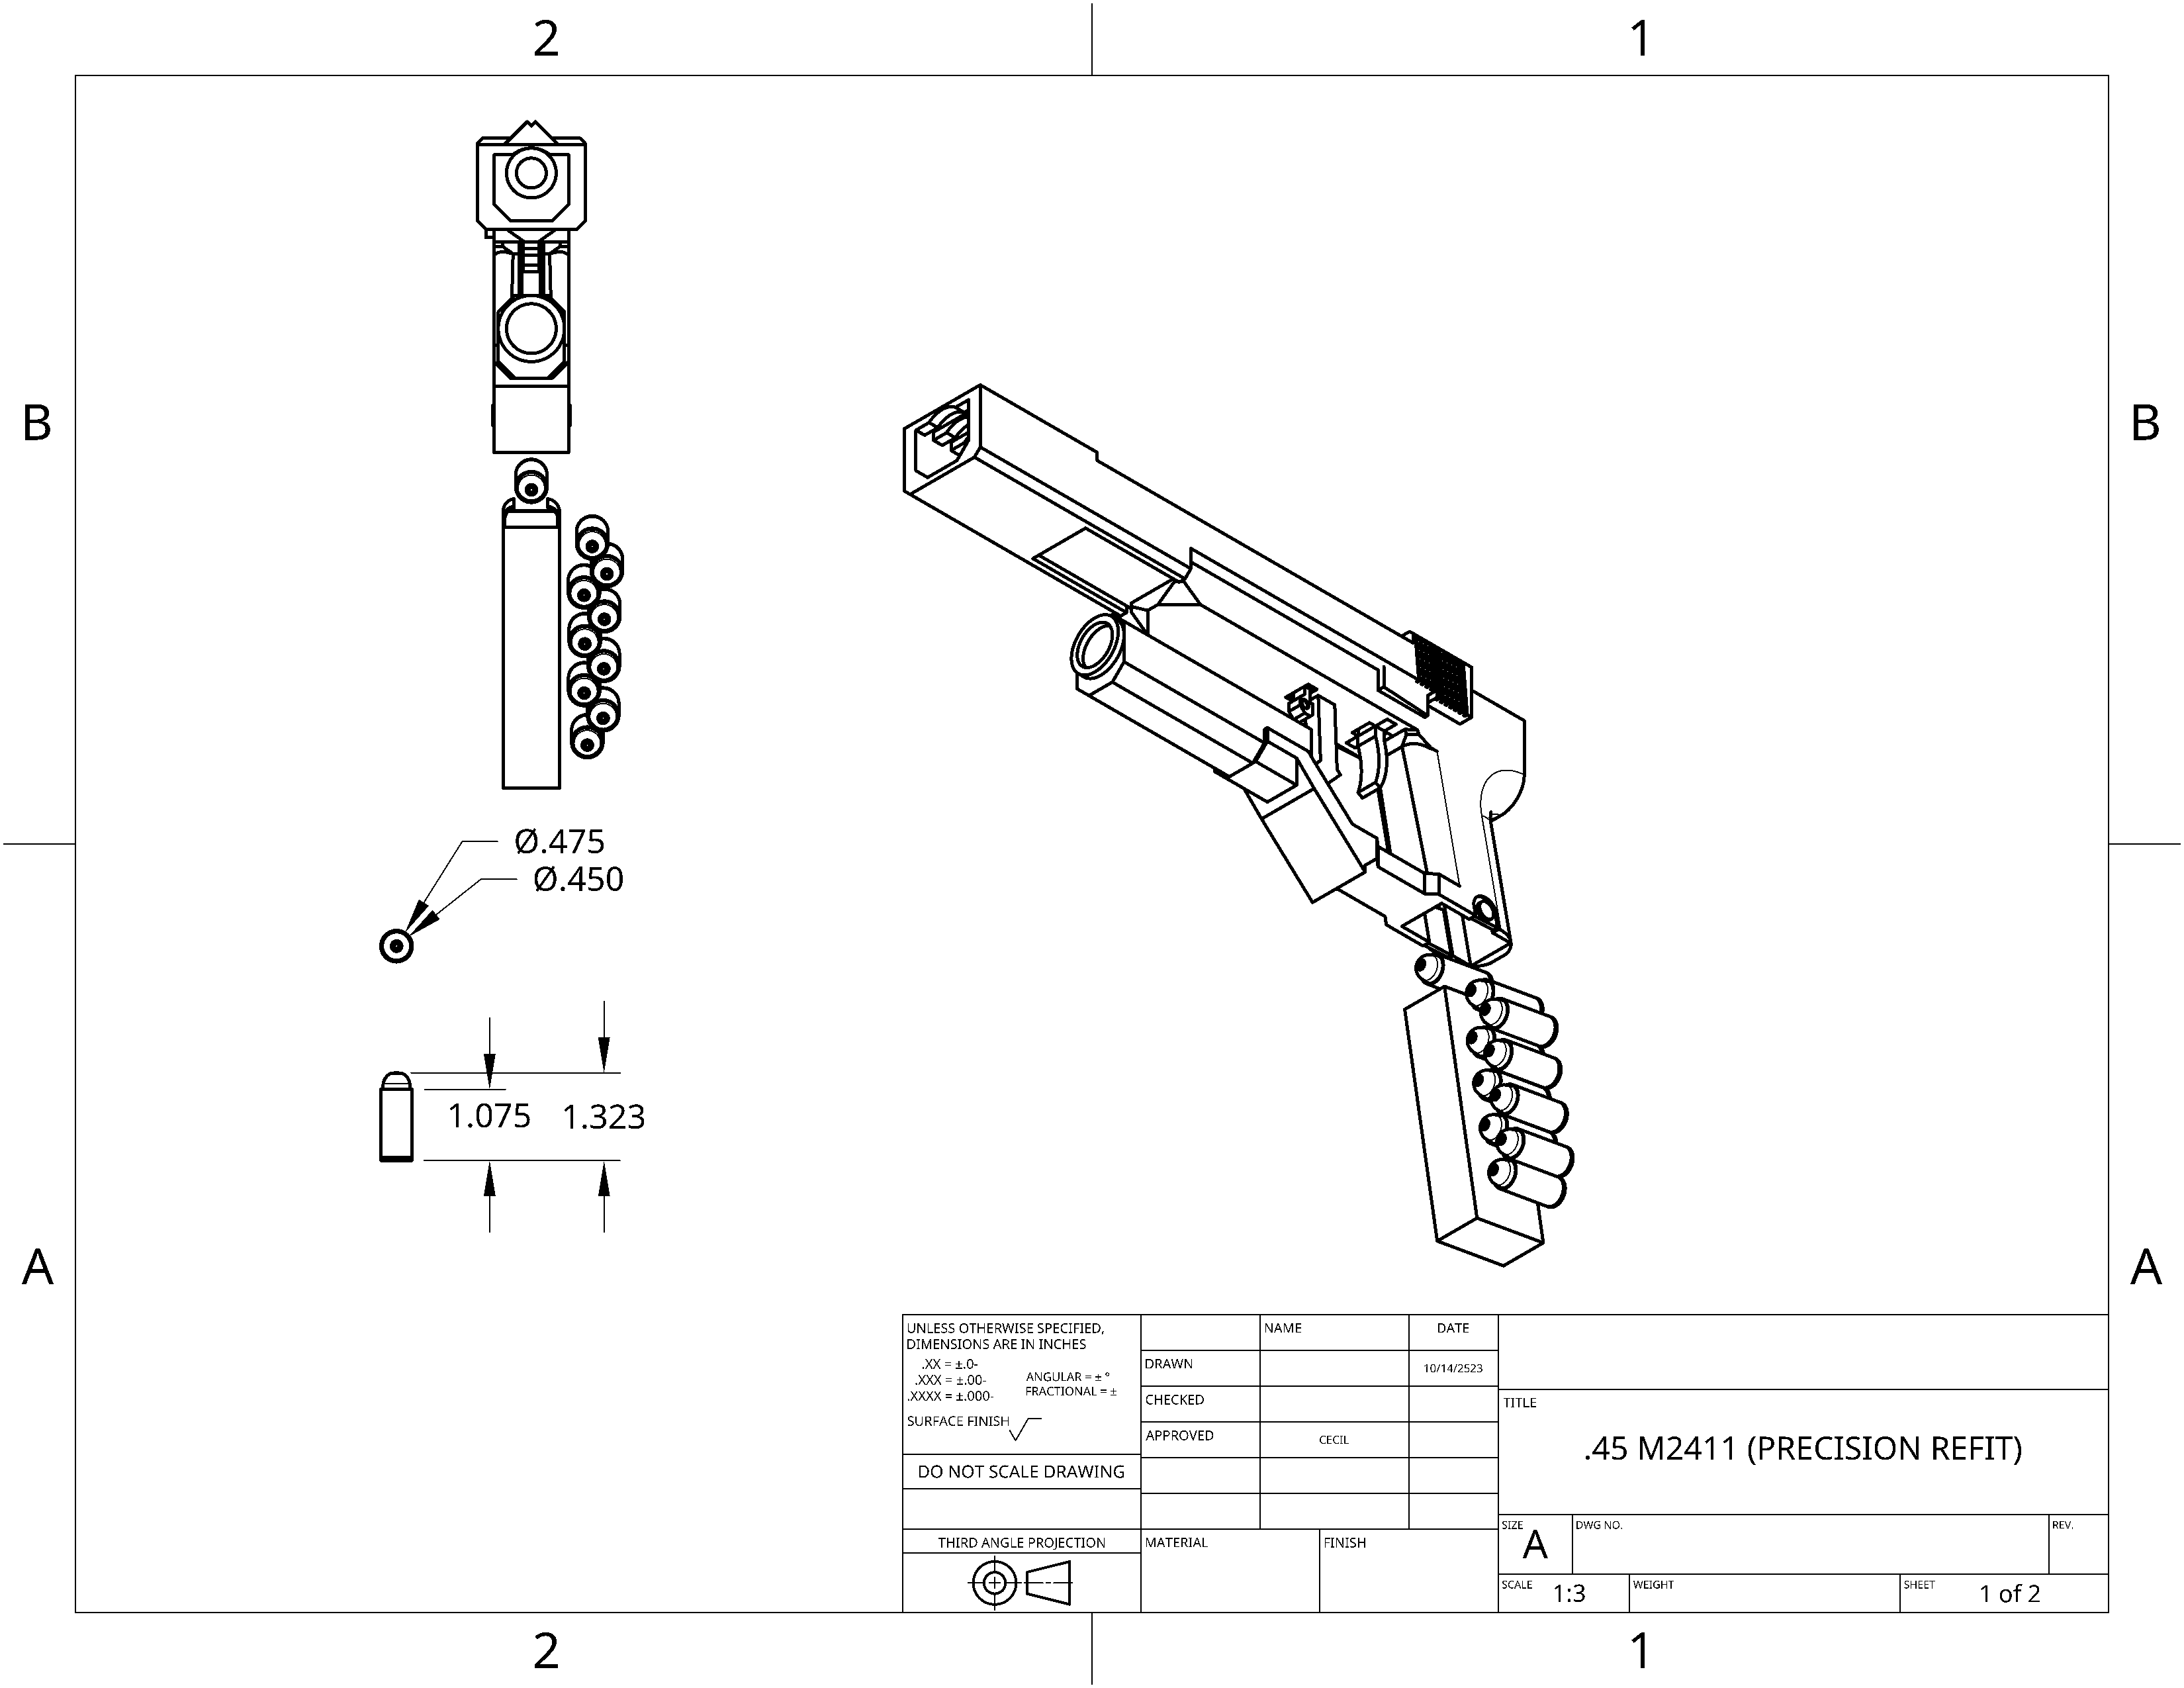 2
1
B
B
Ø.475
Ø.450
1.075
1.323
A
A
UNLESS OTHERWISE SPECIFIED,
DIMENSIONS ARE IN INCHES
.XX = ±.0-
.XXX = ±.00-
.XXXX = ±.000-
ANGULAR = ± °
FRACTIONAL = ±
SURFACE FINISH
DO NOT SCALE DRAWING
THIRD ANGLE PROJECTION
NAME
DATE
DRAWN
10/14/2523
CHECKED
APPROVED
CECIL
MATERIAL
FINISH
TITLE
.45 M2411 (PRECISION REFIT)
SIZE
A
DWG NO.
REV.
SCALE
1:3
WEIGHT
SHEET
1 of 2
2
1